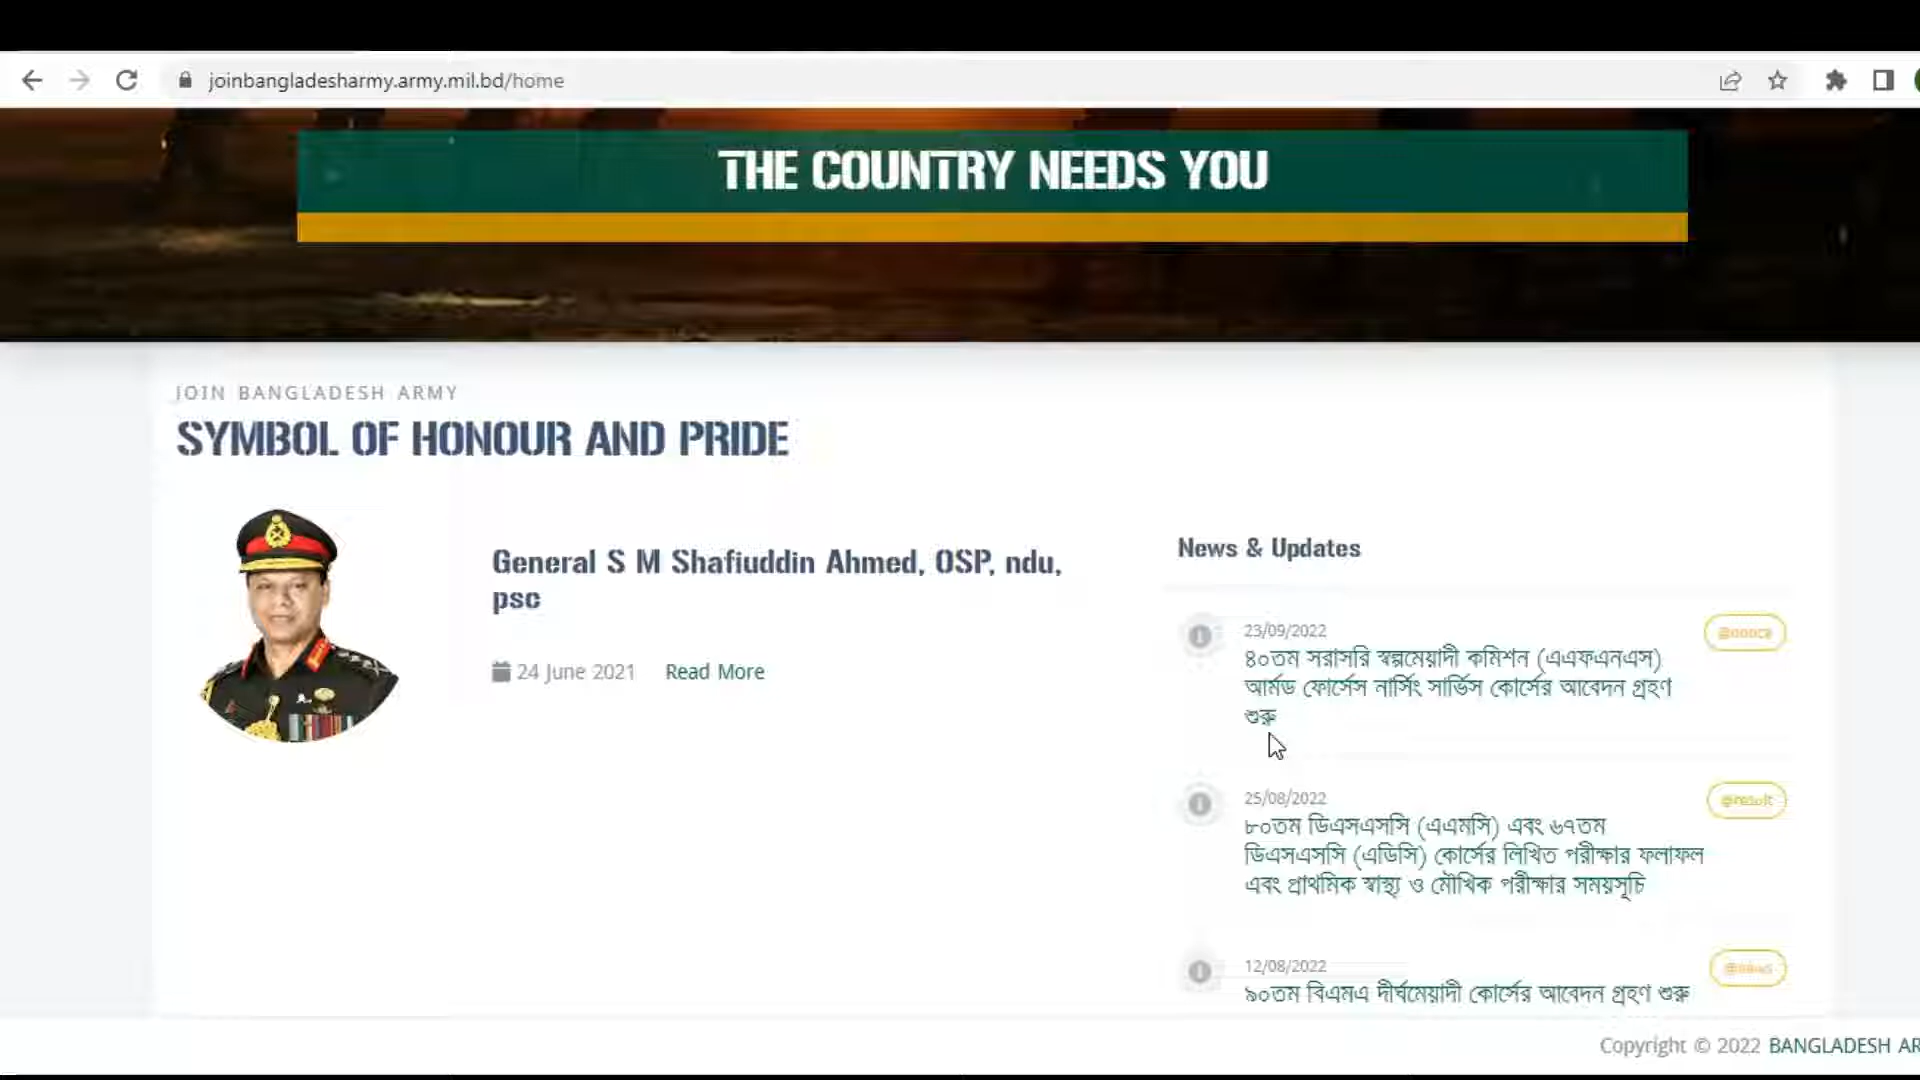 joinbangladesharmy.army.mil.bd/home
THE COUNTRY NEEDS YOU
JOIN BANGLADESH ARMY
SYMBOL OF HONOUR AND PRIDE
General S M Shafiuddin Ahmed, OSP, ndu,
psc
24 June 2021 Read More
News & Updates
23/09/2022
৪০তম সরাসরি স্বল্পমেয়াদী কমিশন (এএফএনএস)
আর্মড ফোর্সেস নার্সিং সার্ভিস কোর্সের আবেদন গ্রহণ
শুরু
25/08/2022 @result
৮০তম ডিএসএসসি (এএমসি) এবং ৬৭তম
ডিএসএসসি (এডিসি) কোর্সের লিখিত পরীক্ষার ফলাফল
এবং প্রাথমিক স্বাস্থ্য ও মৌখিক পরীক্ষার সময়সূচি
12/08/2022
৯০তম বিএমএ দীর্ঘমেয়াদী কোর্সের আবেদন গ্রহণ শুরু
Copyright © 2022 BANGLADESH AR